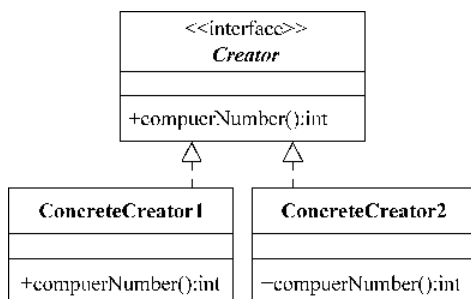 <<interface>>
Creator
+compuerNumber():int
ConcreteCreator1
ConcreteCreator2
+compuerNumber():int
−compuerNumber():int